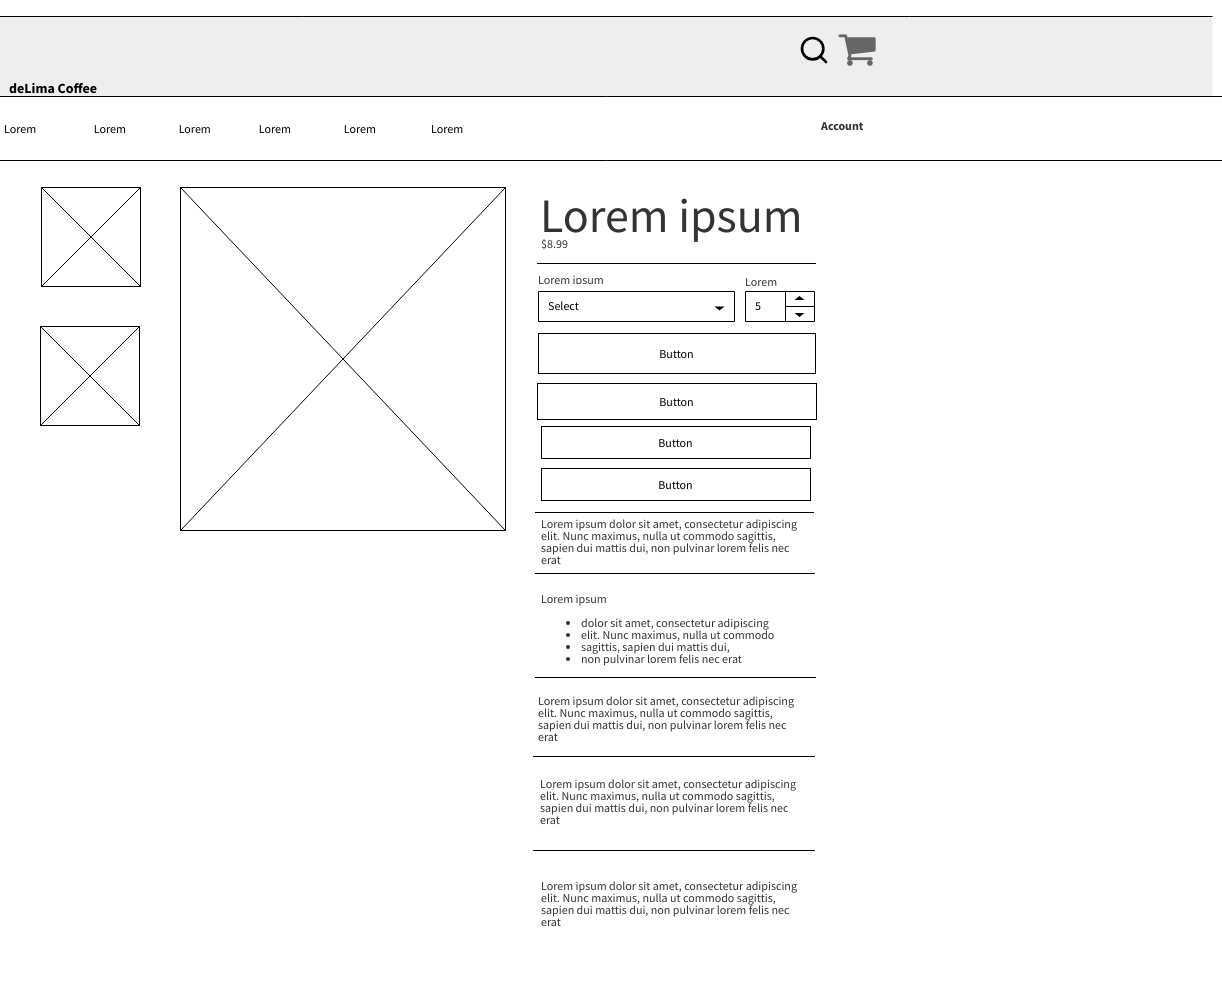 deLima Coffee
Lorem Lorem Lorem Lorem Lorem Lorem Account
Lorem ipsum
$8.99
Lorem ipsum Lorem
Select 5
Button
Button
Button
Button
Lorem ipsum dolor sit amet, consectetur adipiscing
elit. Nunc maximus, nulla ut commodo sagittis,
sapien dui mattis dui, non pulvinar lorem felis nec
erat
Lorem ipsum
• dolor sit amet, consectetur adipiscing
• elit. Nunc maximus, nulla ut commodo
• sagittis, sapien dui mattis dui,
• non pulvinar lorem felis nec erat
Lorem ipsum dolor sit amet, consectetur adipiscing
elit. Nunc maximus, nulla ut commodo sagittis,
sapien dui mattis dui, non pulvinar lorem felis nec
erat
Lorem ipsum dolor sit amet, consectetur adipiscing
elit. Nunc maximus, nulla ut commodo sagittis,
sapien dui mattis dui, non pulvinar lorem felis nec
erat
Lorem ipsum dolor sit amet, consectetur adipiscing
elit. Nunc maximus, nulla ut commodo sagittis,
sapien dui mattis dui, non pulvinar lorem felis nec
erat